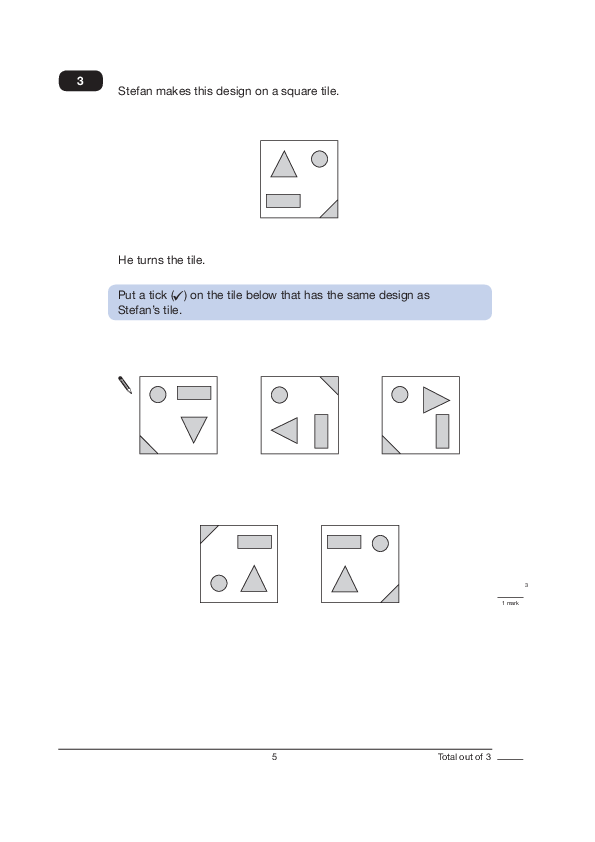 3
Stefan makes this design on a square tile.
He turns the tile.
Put a tick (✓) on the tile below that has the same design as
Stefan's tile.
3
1 mark
5
Total out of 3